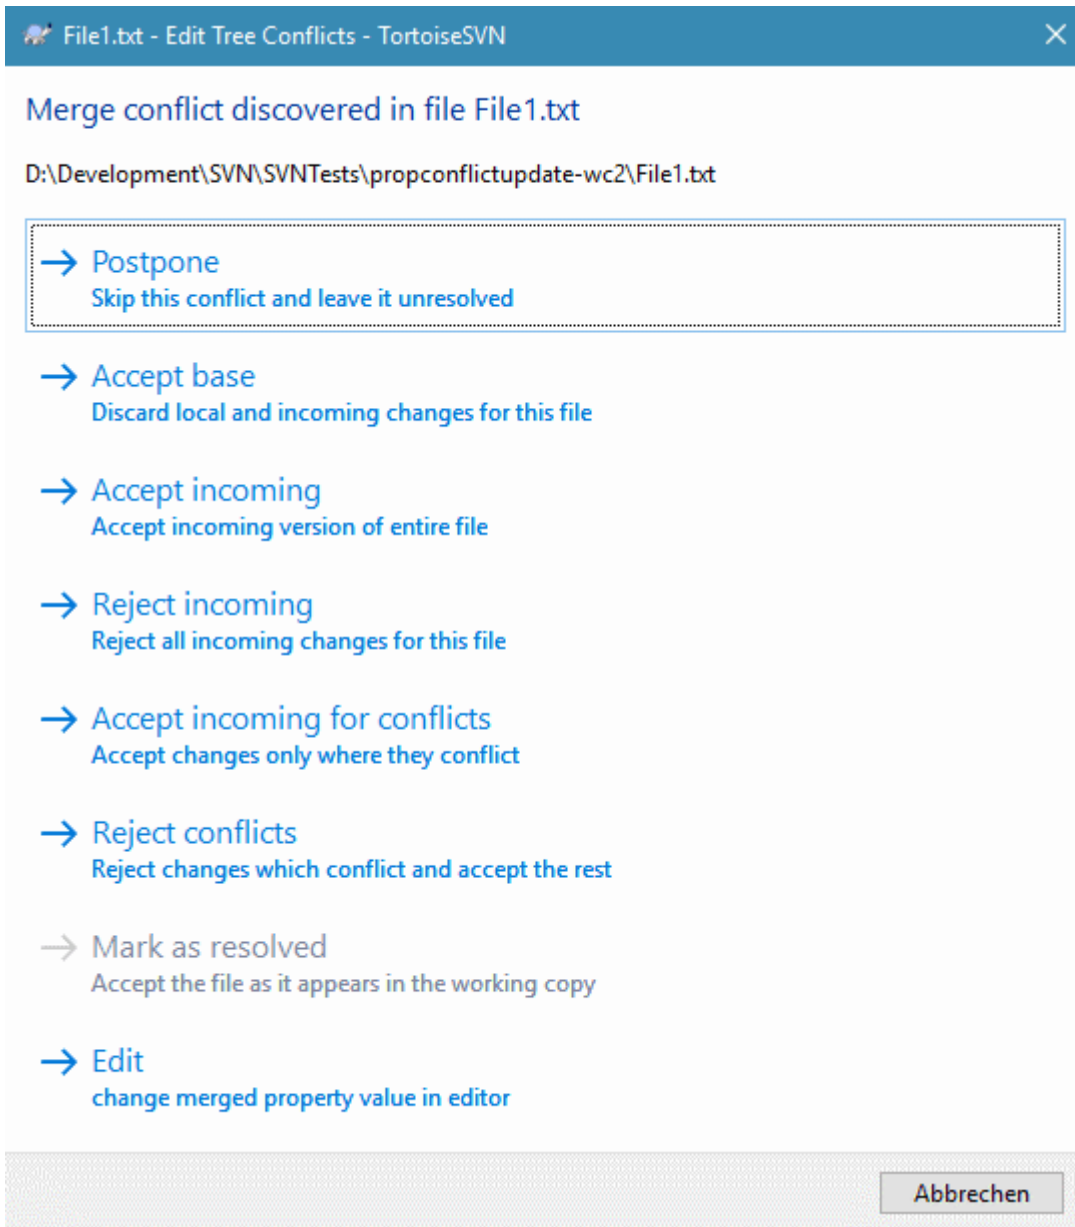 File1.txt - Edit Tree Conflicts - TortoiseSVN
Merge conflict discovered in file File1.txt
D:\Development\SVN\SVNTests\propconflictupdate-wc2\File1.txt
Postpone
Skip this conflict and leave it unresolved
Accept base
Discard local and incoming changes for this file
Accept incoming
Accept incoming version of entire file
Reject incoming
Reject all incoming changes for this file
Accept incoming for conflicts
Accept changes only where they conflict
Reject conflicts
Reject changes which conflict and accept the rest
Mark as resolved
Accept the file as it appears in the working copy
Edit
change merged property value in editor
Abbrechen